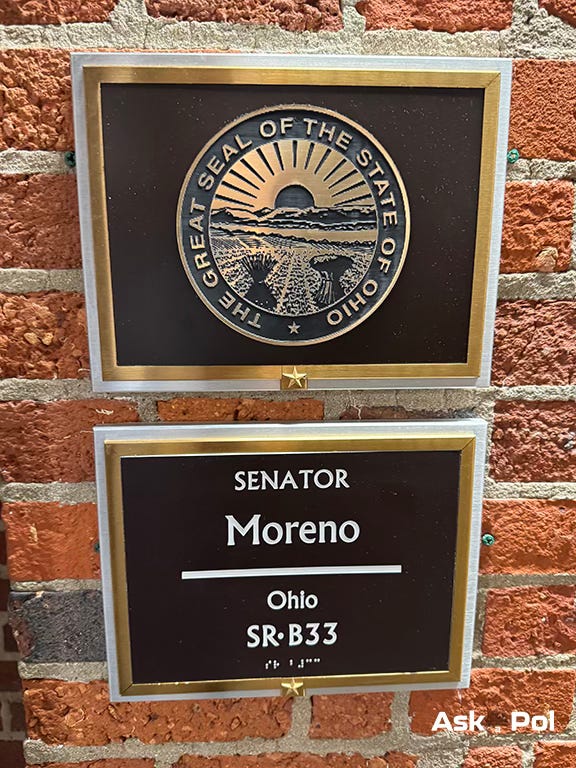 THE GREAT SEAL OF THE STATE OF OHIO
SENATOR
Moreno
Ohio
SR•B33
Ask Pol